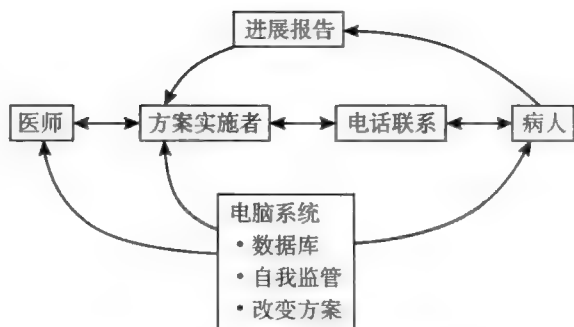 进展报告
医师
方案实施者
电话联系
病人
电脑系统
• 数据库
• 自我监管
• 改变方案